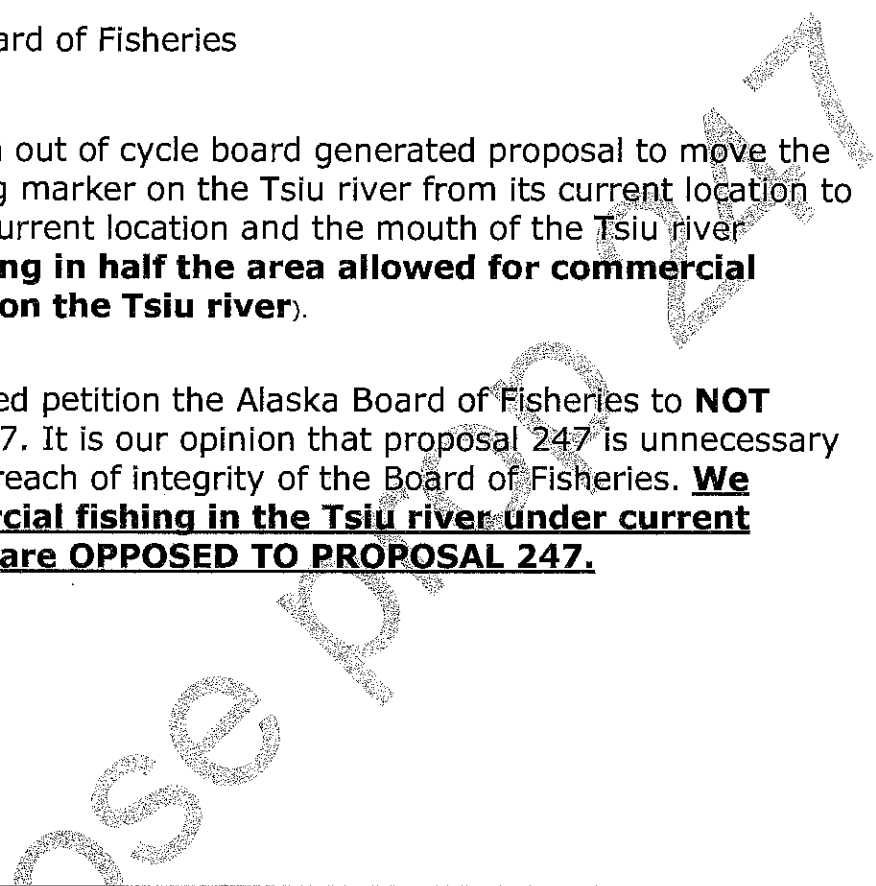 ard of Fisheries
out of cycle board generated proposal to move the
g marker on the Tsiu river from its current location to
urrent location and the mouth of the Tsiu river
ng in half the area allowed for commercial
on the Tsiu river).
ed petition the Alaska Board of Fisheries to NOT
7. It is our opinion that proposal 247 is unnecessary
reach of integrity of the Board of Fisheries. We
cial fishing in the Tsiu river under current
are OPPOSED TO PROPOSAL 247.
ose prop 247